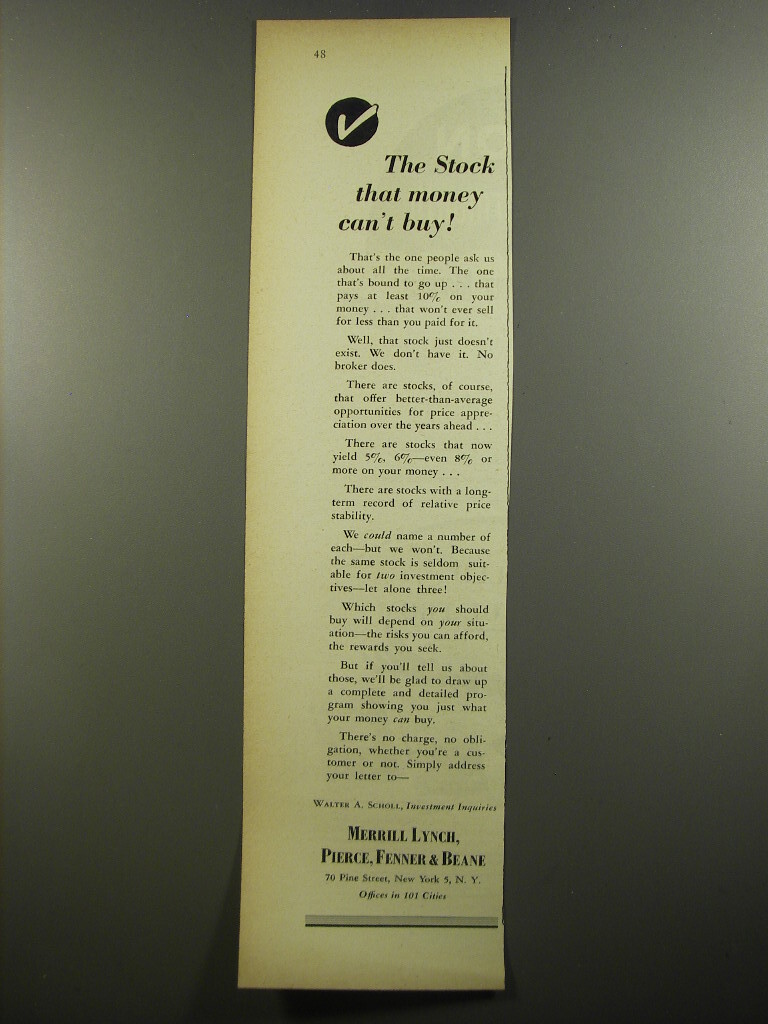 48
The Stock
that money
can't buy!
That's the one people ask us
about all the time. The one
that's bound to go up . . . that
pays at least 10% on your
money . . . that won't ever sell
for less than you paid for it.
Well, that stock just doesn't
exist. We don't have it. No
broker does.
There are stocks, of course,
that offer better-than-average
opportunities for price appre-
ciation over the years ahead . . .
There are stocks that now
yield 5%, 6%—even 8% or
more on your money . . .
There are stocks with a long-
term record of relative price
stability.
We could name a number of
each—but we won't. Because
the same stock is seldom suit-
able for two investment objec-
tives—let alone three!
Which stocks you should
buy will depend on your situ-
ation—the risks you can afford,
the rewards you seek.
But if you'll tell us about
those, we'll be glad to draw up
a complete and detailed pro-
gram showing you just what
your money can buy.
There's no charge, no obli-
gation, whether you're a cus-
tomer or not. Simply address
your letter to—
WALTER A. SCHOLL, Investment Inquiries
MERRILL LYNCH,
PIERCE, FENNER & BEANE
70 Pine Street, New York 5, N. Y.
Offices in 101 Cities